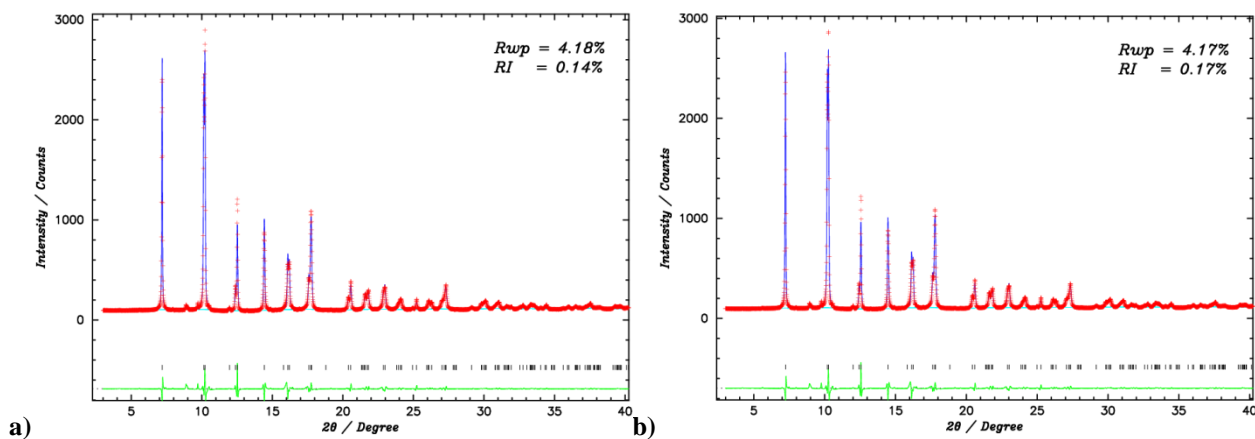 3000
2000
1000
0
Intensity / Counts
Rwp = 4.18%
RI = 0.14%
5 10 15 20 25 30 35 40
2θ / Degree
a)
3000
2000
1000
0
Intensity / Counts
Rwp = 4.17%
RI = 0.17%
5 10 15 20 25 30 35 40
2θ / Degree
b)